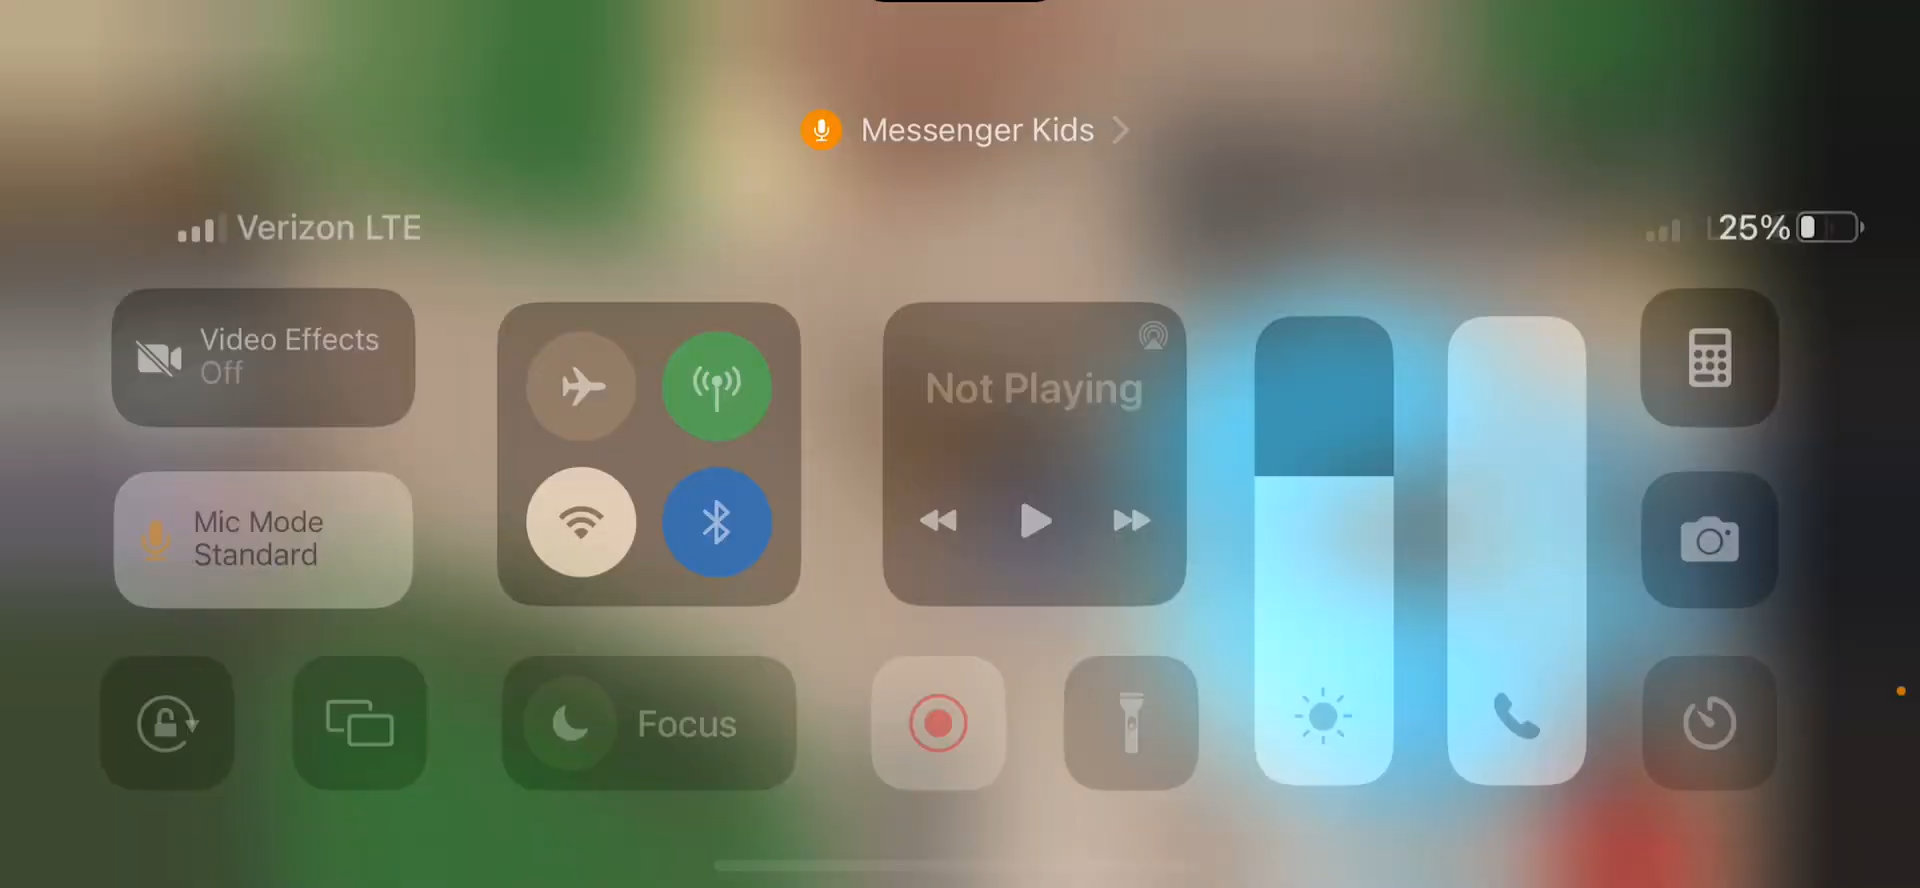 Messenger Kids
Verizon LTE
25%
Video Effects
Off
Not Playing
Mic Mode
Standard
Focus